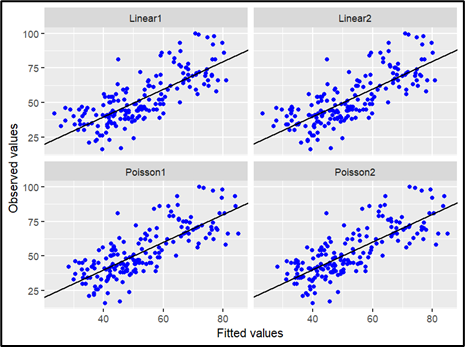 Linear1 Linear2
100
75
50
25
Observed values
Poisson1 Poisson2
100
75
50
25
40 60 80 40 60 80
Fitted values